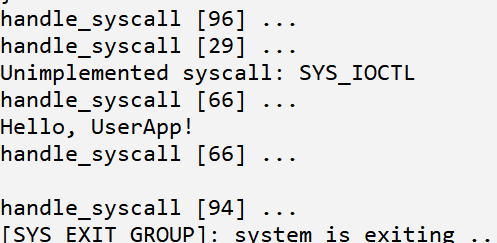 handle_syscall [96] ...
handle_syscall [29] ...
Unimplemented syscall: SYS_IOCTL
handle_syscall [66] ...
Hello, UserApp!
handle_syscall [66] ...
handle_syscall [94] ...
[SYS_EXIT_GROUP]: system is exiting ..